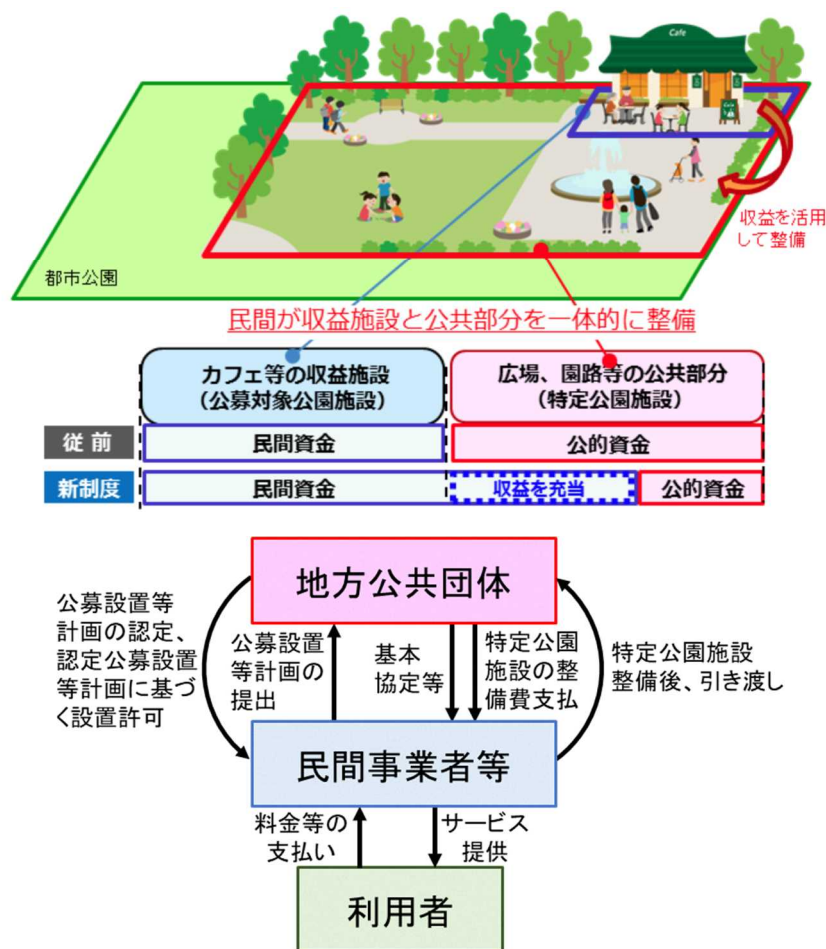 Cafe
収益を活用
して整備
都市公園
民間が収益施設と公共部分を一体的に整備
カフェ等の収益施設
（公募対象公園施設）
広場、園路等の公共部分
（特定公園施設）
従前
民間資金
公的資金
新制度
民間資金
収益を充当
公的資金
地方公共団体
公募設置等
計画の認定、
認定公募設置
等計画に基づ
く設置許可
公募設置
等計画の
提出
基本
協定等
特定公園
施設の整
備費支払
特定公園施設
整備後、引き渡し
民間事業者等
料金等の
支払い
サービス
提供
利用者